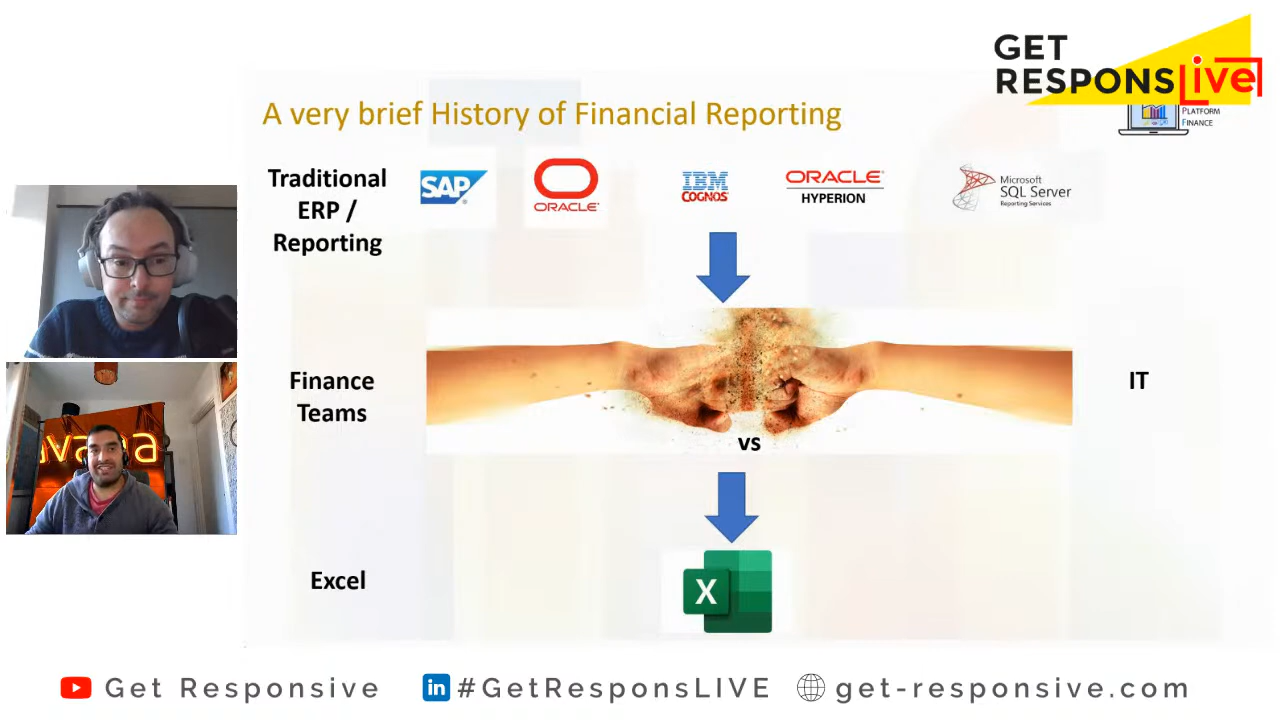 GET
RESPONSLive
PLATFORM
FINANCE
A very brief History of Financial Reporting
Traditional
ERP /
Reporting
SAP
ORACLE
IBM
COGNOS
ORACLE
HYPERION
Microsoft
SQL Server
Reporting Services
Finance
Teams
vs
IT
Excel
X
Get Responsive
in
#GetResponsLIVE
get-responsive.com